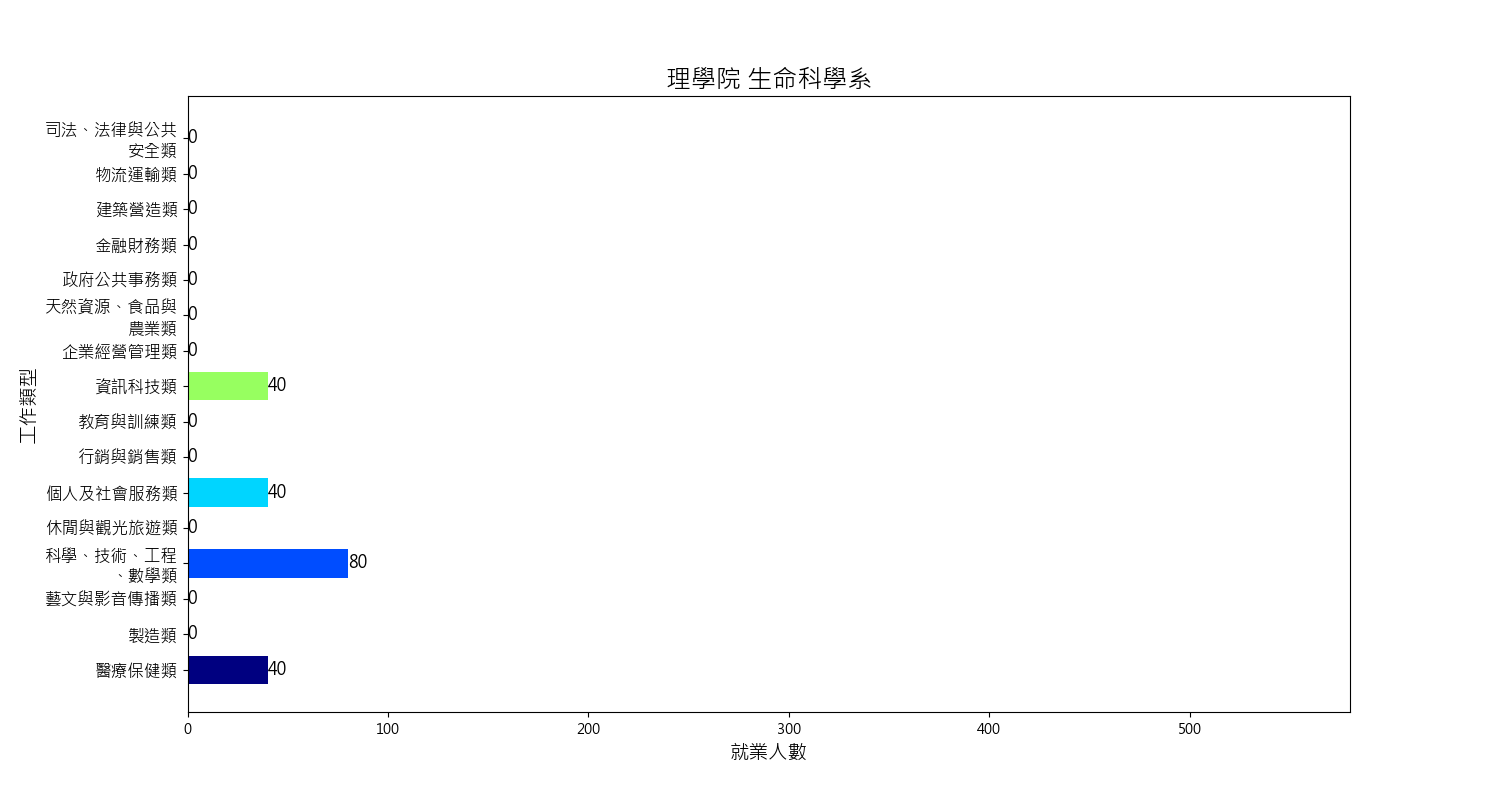 理學院 生命科學系
司法、法律與公共
安全類
0
物流運輸類
0
建築營造類
0
金融財務類
0
政府公共事務類
0
天然資源、食品與
農業類
0
企業經營管理類
0
資訊科技類
40
教育與訓練類
0
行銷與銷售類
0
個人及社會服務類
40
休閒與觀光旅遊類
0
科學、技術、工程
、數學類
80
藝文與影音傳播類
0
製造類
0
醫療保健類
40
工作類型
0 100 200 300 400 500
就業人數